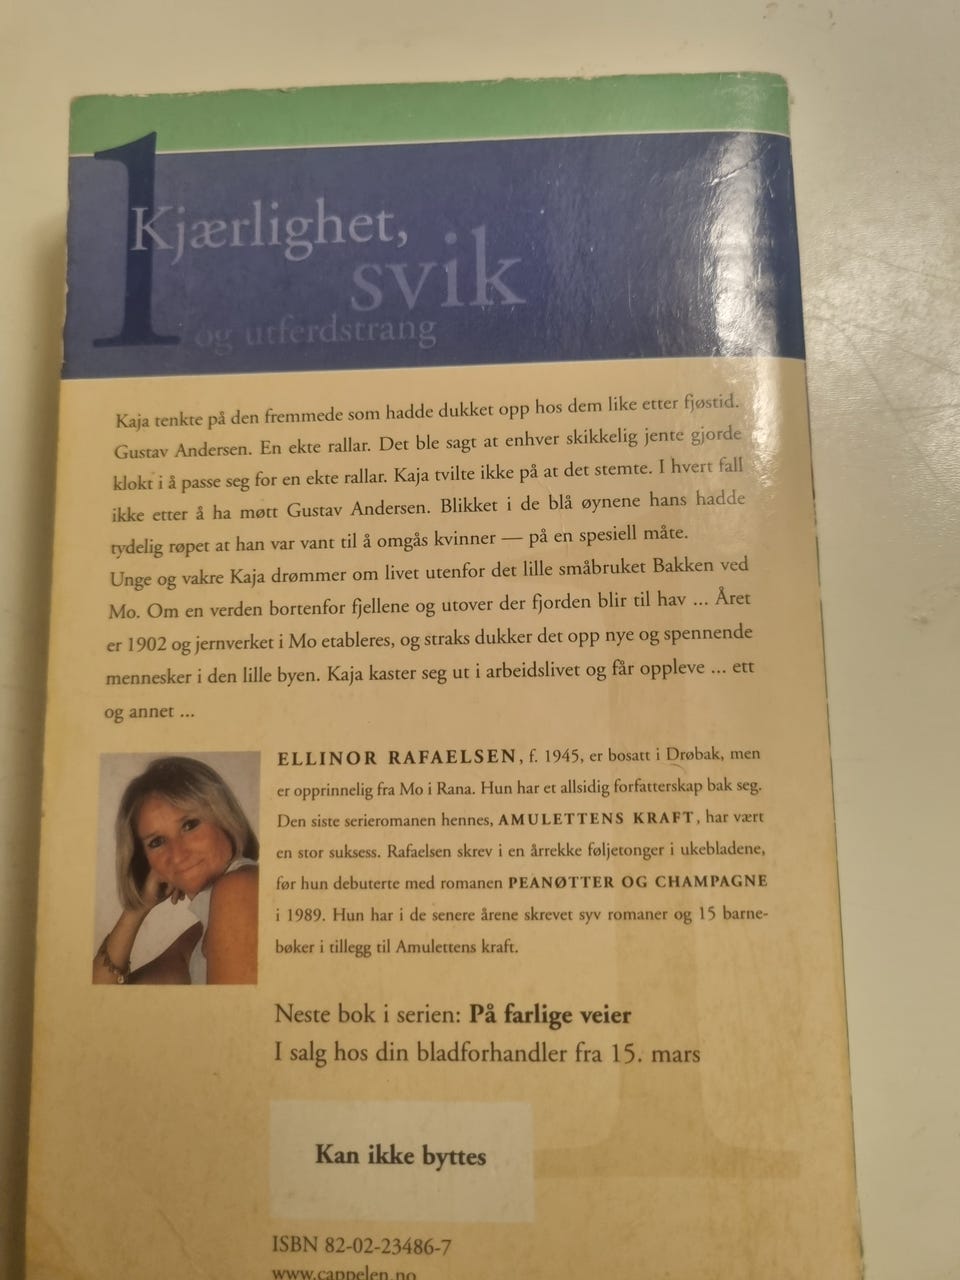 1
Kjærlighet,
svik
og utferdstrang
Kaja tenkte på den fremmede som hadde dukket opp hos dem like etter fjøstid.
Gustav Andersen. En ekte rallar. Det ble sagt at enhver skikkelig jente gjorde
klokt i å passe seg for en ekte rallar. Kaja tvilte ikke på at det stemte. I hvert fall
ikke etter å ha møtt Gustav Andersen. Blikket i de blå øynene hans hadde
tydelig røpet at han var vant til å omgås kvinner — på en spesiell måte.
Unge og vakre Kaja drømmer om livet utenfor det lille småbruket Bakken ved
Mo. Om en verden bortenfor fjellene og utover der fjorden blir til hav ... Året
er 1902 og jernverket i Mo etableres, og straks dukker det opp nye og spennende
mennesker i den lille byen. Kaja kaster seg ut i arbeidslivet og får oppleve ... ett
og annet ...
ELLINOR RAFAELSEN, f. 1945, er bosatt i Drøbak, men
er opprinnelig fra Mo i Rana. Hun har et allsidig forfatterskap bak seg.
Den siste serieromanen hennes, AMULETTENS KRAFT, har vært
en stor suksess. Rafaelsen skrev i en årrekke føljetonger i ukebladene,
før hun debuterte med romanen PEANØTTER OG CHAMPAGNE
i 1989. Hun har i de senere årene skrevet syv romaner og 15 barne-
bøker i tillegg til Amulettens kraft.
Neste bok i serien: På farlige veier
I salg hos din bladforhandler fra 15. mars
Kan ikke byttes
ISBN 82-02-23486-7
www.cappelen.no